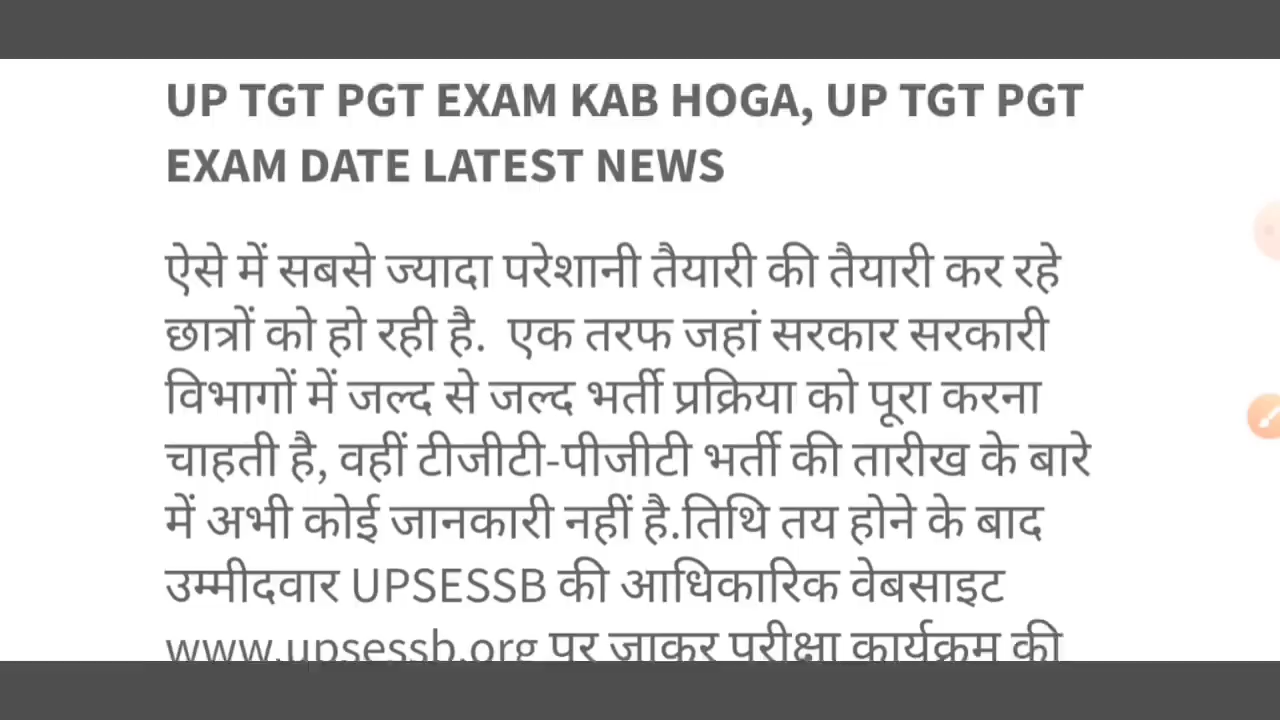 UP TGT PGT EXAM KAB HOGA, UP TGT PGT
EXAM DATE LATEST NEWS
ऐसे में सबसे ज्यादा परेशानी तैयारी की तैयारी कर रहे
छात्रों को हो रही है. एक तरफ जहां सरकार सरकारी
विभागों में जल्द से जल्द भर्ती प्रक्रिया को पूरा करना
चाहती है, वहीं टीजीटी-पीजीटी भर्ती की तारीख के बारे
में अभी कोई जानकारी नहीं है.तिथि तय होने के बाद
उम्मीदवार UPSESSB की आधिकारिक वेबसाइट
www.upsessb.org पर जाकर परीक्षा कार्यक्रम की